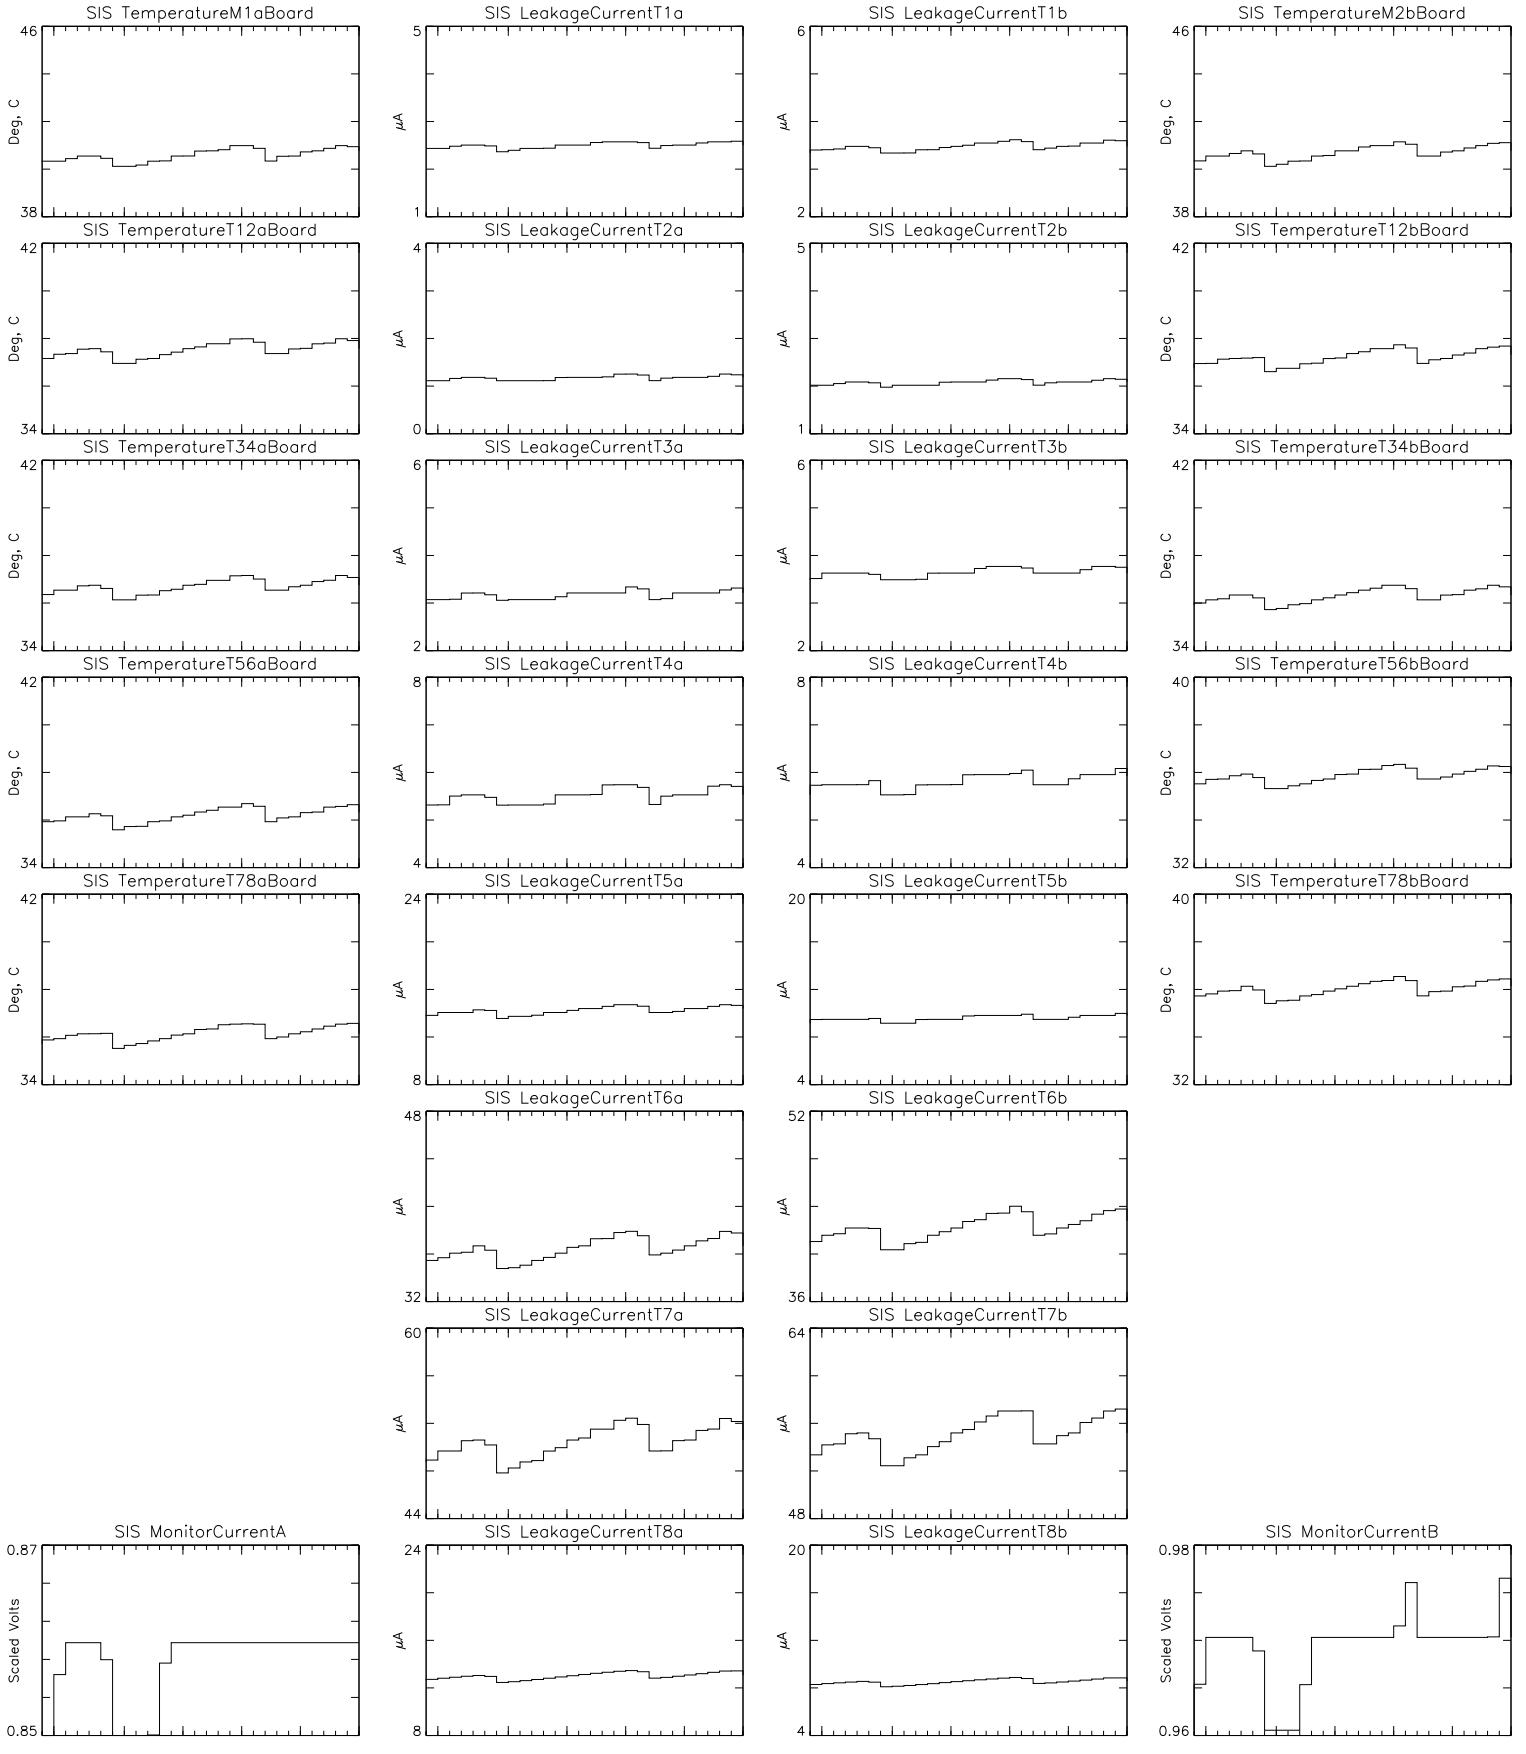 SIS TemperatureM1aBoard
46
Deg, C
38
SIS LeakageCurrentT1a
5
μA
1
SIS LeakageCurrentT1b
6
μA
2
SIS TemperatureM2bBoard
46
Deg, C
38
SIS TemperatureT12aBoard
42
Deg, C
34
SIS LeakageCurrentT2a
4
μA
0
SIS LeakageCurrentT2b
5
μA
1
SIS TemperatureT12bBoard
42
Deg, C
34
SIS TemperatureT34aBoard
42
Deg, C
34
SIS LeakageCurrentT3a
6
μA
2
SIS LeakageCurrentT3b
6
μA
2
SIS TemperatureT34bBoard
42
Deg, C
34
SIS TemperatureT56aBoard
42
Deg, C
34
SIS LeakageCurrentT4a
8
μA
4
SIS LeakageCurrentT4b
8
μA
4
SIS TemperatureT56bBoard
40
Deg, C
32
SIS TemperatureT78aBoard
42
Deg, C
34
SIS LeakageCurrentT5a
24
μA
8
SIS LeakageCurrentT5b
20
μA
4
SIS TemperatureT78bBoard
40
Deg, C
32
SIS LeakageCurrentT6a
48
μA
32
SIS LeakageCurrentT6b
52
μA
36
SIS LeakageCurrentT7a
60
μA
44
SIS LeakageCurrentT7b
64
μA
48
SIS MonitorCurrentA
0.87
Scaled Volts
0.85
SIS LeakageCurrentT8a
24
μA
8
SIS LeakageCurrentT8b
20
μA
4
SIS MonitorCurrentB
0.98
Scaled Volts
0.96